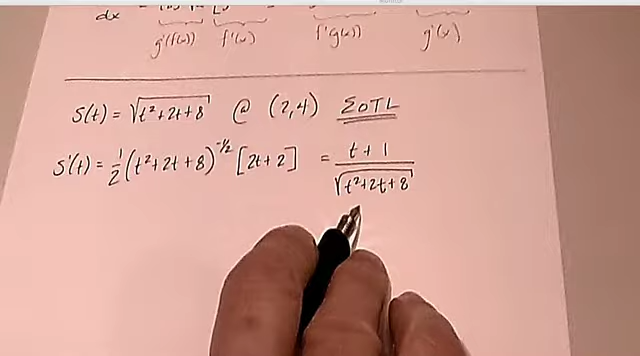 dx =
g'(f(x)) f'(x) f'(g(x)) g'(x)
S(t) = √t²+2t+8 @ (2,4) EOTL
S'(t) = 1/2 (t²+2t+8)^-1/2 [2t+2] = t+1 / √t²+2t+8